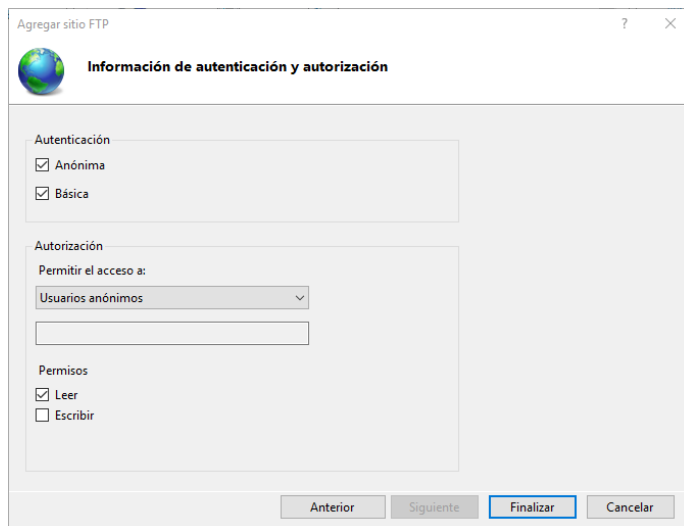 Agregar sitio FTP
?
Información de autenticación y autorización
Autenticación
Anónima
Básica
Autorización
Permitir el acceso a:
Usuarios anónimos
Permisos
Leer
Escribir
Anterior Siguiente Finalizar Cancelar